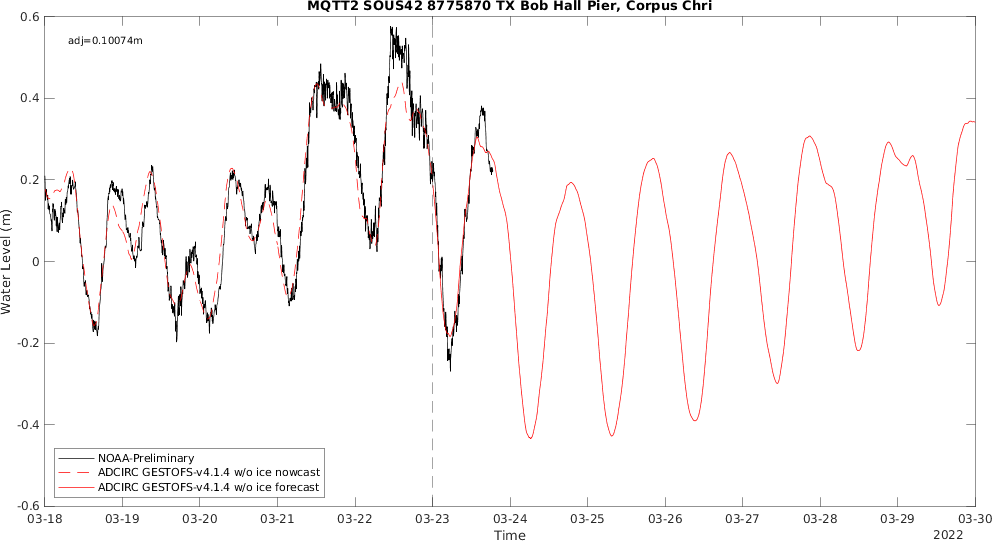 MQTT2 SOUS42 8775870 TX Bob Hall Pier, Corpus Chri
adj=0.10074m
0.6
0.4
0.2
0
-0.2
-0.4
-0.6
Water Level (m)
NOAA-Preliminary
ADCIRC GESTOFS-v4.1.4 w/o ice nowcast
ADCIRC GESTOFS-v4.1.4 w/o ice forecast
03-18 03-19 03-20 03-21 03-22 03-23 03-24 03-25 03-26 03-27 03-28 03-29 03-30
Time
2022